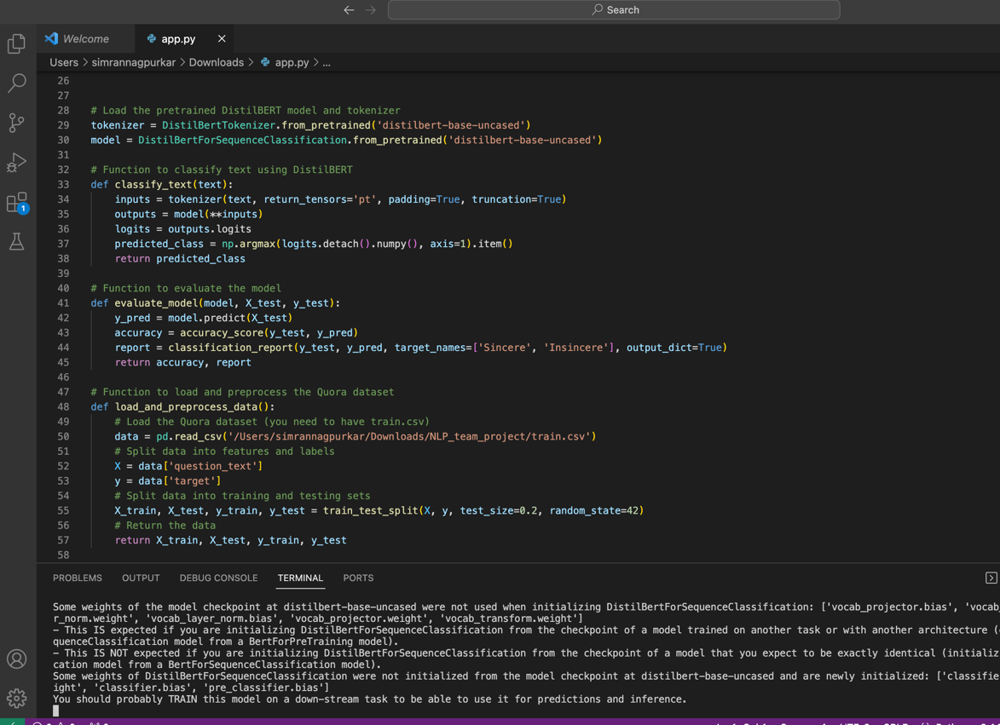 Search
Welcome
app.py
Users > simrannagpurkar > Downloads > app.py > ...
26
27
28 # Load the pretrained DistilBERT model and tokenizer
29 tokenizer = DistilBertTokenizer.from_pretrained('distilbert-base-uncased')
30 model = DistilBertForSequenceClassification.from_pretrained('distilbert-base-uncased')
31
32 # Function to classify text using DistilBERT
33 def classify_text(text):
34     inputs = tokenizer(text, return_tensors='pt', padding=True, truncation=True)
35     outputs = model(**inputs)
36     logits = outputs.logits
37     predicted_class = np.argmax(logits.detach().numpy(), axis=1).item()
38     return predicted_class
39
40 # Function to evaluate the model
41 def evaluate_model(model, X_test, y_test):
42     y_pred = model.predict(X_test)
43     accuracy = accuracy_score(y_test, y_pred)
44     report = classification_report(y_test, y_pred, target_names=['Sincere', 'Insincere'], output_dict=True)
45     return accuracy, report
46
47 # Function to load and preprocess the Quora dataset
48 def load_and_preprocess_data():
49     # Load the Quora dataset (you need to have train.csv)
50     data = pd.read_csv('/Users/simrannagpurkar/Downloads/NLP_team_project/train.csv')
51     # Split data into features and labels
52     X = data['question_text']
53     y = data['target']
54     # Split data into training and testing sets
55     X_train, X_test, y_train, y_test = train_test_split(X, y, test_size=0.2, random_state=42)
56     # Return the data
57     return X_train, X_test, y_train, y_test
58
1
PROBLEMS OUTPUT DEBUG CONSOLE TERMINAL PORTS
Some weights of the model checkpoint at distilbert-base-uncased were not used when initializing DistilBertForSequenceClassification: ['vocab_projector.bias', 'vocab_
r_norm.weight', 'vocab_layer_norm.bias', 'vocab_projector.weight', 'vocab_transform.weight']
- This IS expected if you are initializing DistilBertForSequenceClassification from the checkpoint of a model trained on another task or with another architecture (
quenceClassification model from a BertForPreTraining model).
- This IS NOT expected if you are initializing DistilBertForSequenceClassification from the checkpoint of a model that you expect to be exactly identical (initializ
cation model from a BertForSequenceClassification model).
Some weights of DistilBertForSequenceClassification were not initialized from the model checkpoint at distilbert-base-uncased and are newly initialized: ['classifie
ight', 'classifier.bias', 'pre_classifier.bias']
You should probably TRAIN this model on a down-stream task to be able to use it for predictions and inference.